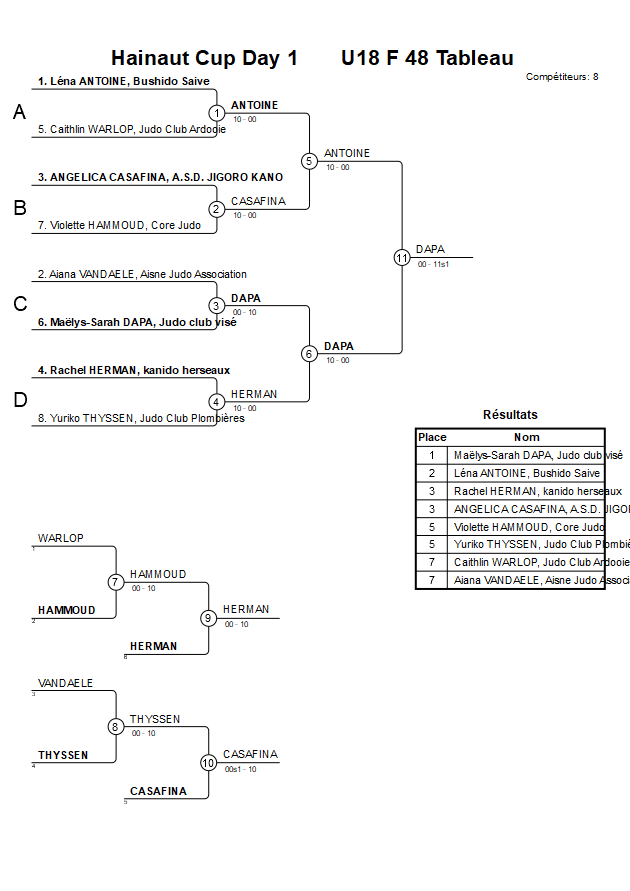 Hainaut Cup Day 1 U18 F 48 Tableau
Compétiteurs: 8
1. Léna ANTOINE, Bushido Saive
A
1
ANTOINE
10 - 00
5. Caithlin WARLOP, Judo Club Ardooie
5
ANTOINE
10 - 00
3. ANGELICA CASAFINA, A.S.D. JIGORO KANO
B
2
CASAFINA
10 - 00
7. Violette HAMMOUD, Core Judo
11
DAPA
00 - 11s1
2. Aiana VANDAELE, Aisne Judo Association
C
3
DAPA
00 - 10
6. Maëlys-Sarah DAPA, Judo club visé
6
DAPA
10 - 00
4. Rachel HERMAN, kanido herseaux
D
4
HERMAN
10 - 00
8. Yuriko THYSSEN, Judo Club Plombières
Résultats
Place Nom
1 Maëlys-Sarah DAPA, Judo club visé
2 Léna ANTOINE, Bushido Saive
3 Rachel HERMAN, kanido herseaux
3 ANGELICA CASAFINA, A.S.D. JIGOR
5 Violette HAMMOUD, Core Judo
5 Yuriko THYSSEN, Judo Club Plombiè
7 Caithlin WARLOP, Judo Club Ardooie
7 Aiana VANDAELE, Aisne Judo Associ
WARLOP
1
7
HAMMOUD
00 - 10
HAMMOUD
2
9
HERMAN
00 - 10
HERMAN
6
VANDAELE
3
8
THYSSEN
00 - 10
THYSSEN
4
10
CASAFINA
00s1 - 10
CASAFINA
5